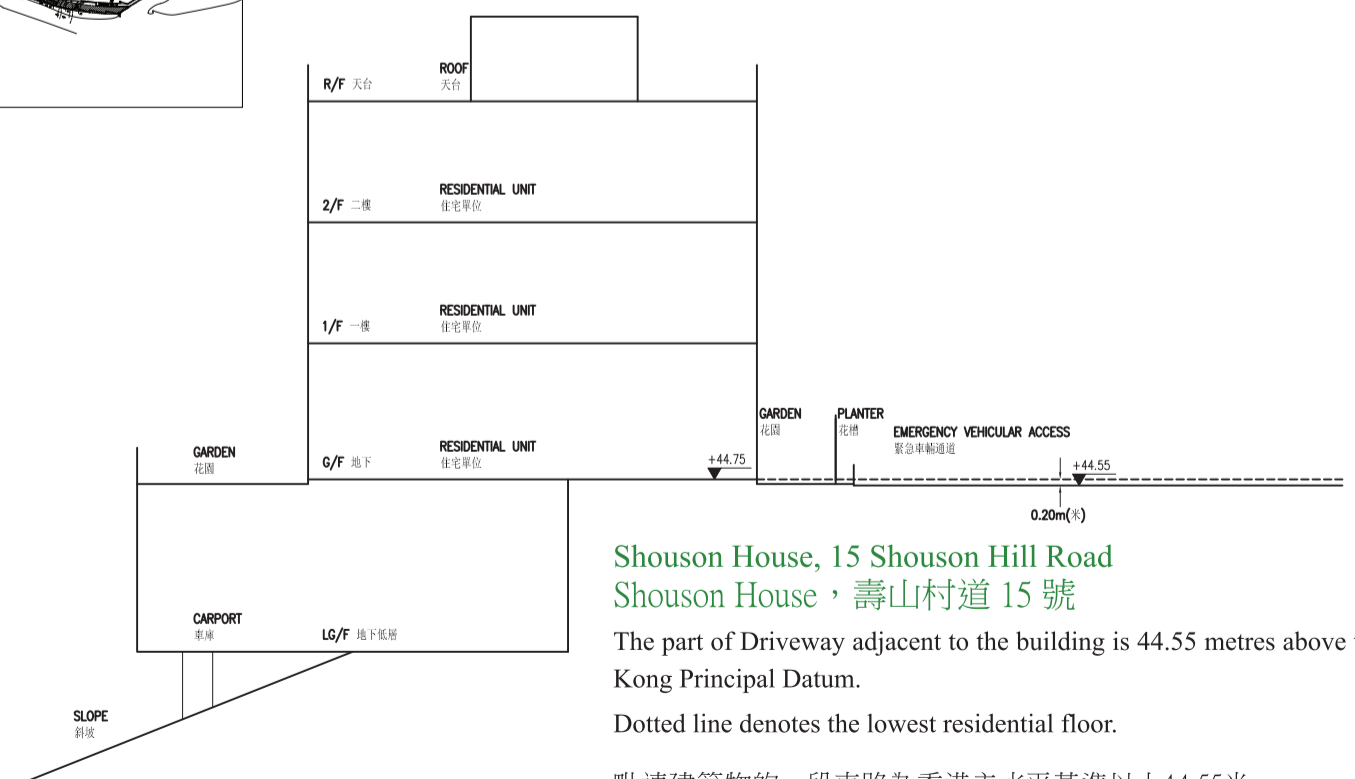 R/F 天台
ROOF
天台
2/F 二樓
RESIDENTIAL UNIT
住宅單位
1/F 一樓
RESIDENTIAL UNIT
住宅單位
GARDEN
花園
G/F 地下
RESIDENTIAL UNIT
住宅單位
+44.75
GARDEN
花園
PLANTER
花槽
EMERGENCY VEHICULAR ACCESS
緊急車輛通道
+44.55
0.20m(米)
CARPORT
車庫
LG/F 地下低層
SLOPE
斜坡
Shouson House, 15 Shouson Hill Road
Shouson House，壽山村道 15 號
The part of Driveway adjacent to the building is 44.55 metres above
Kong Principal Datum.
Dotted line denotes the lowest residential floor.